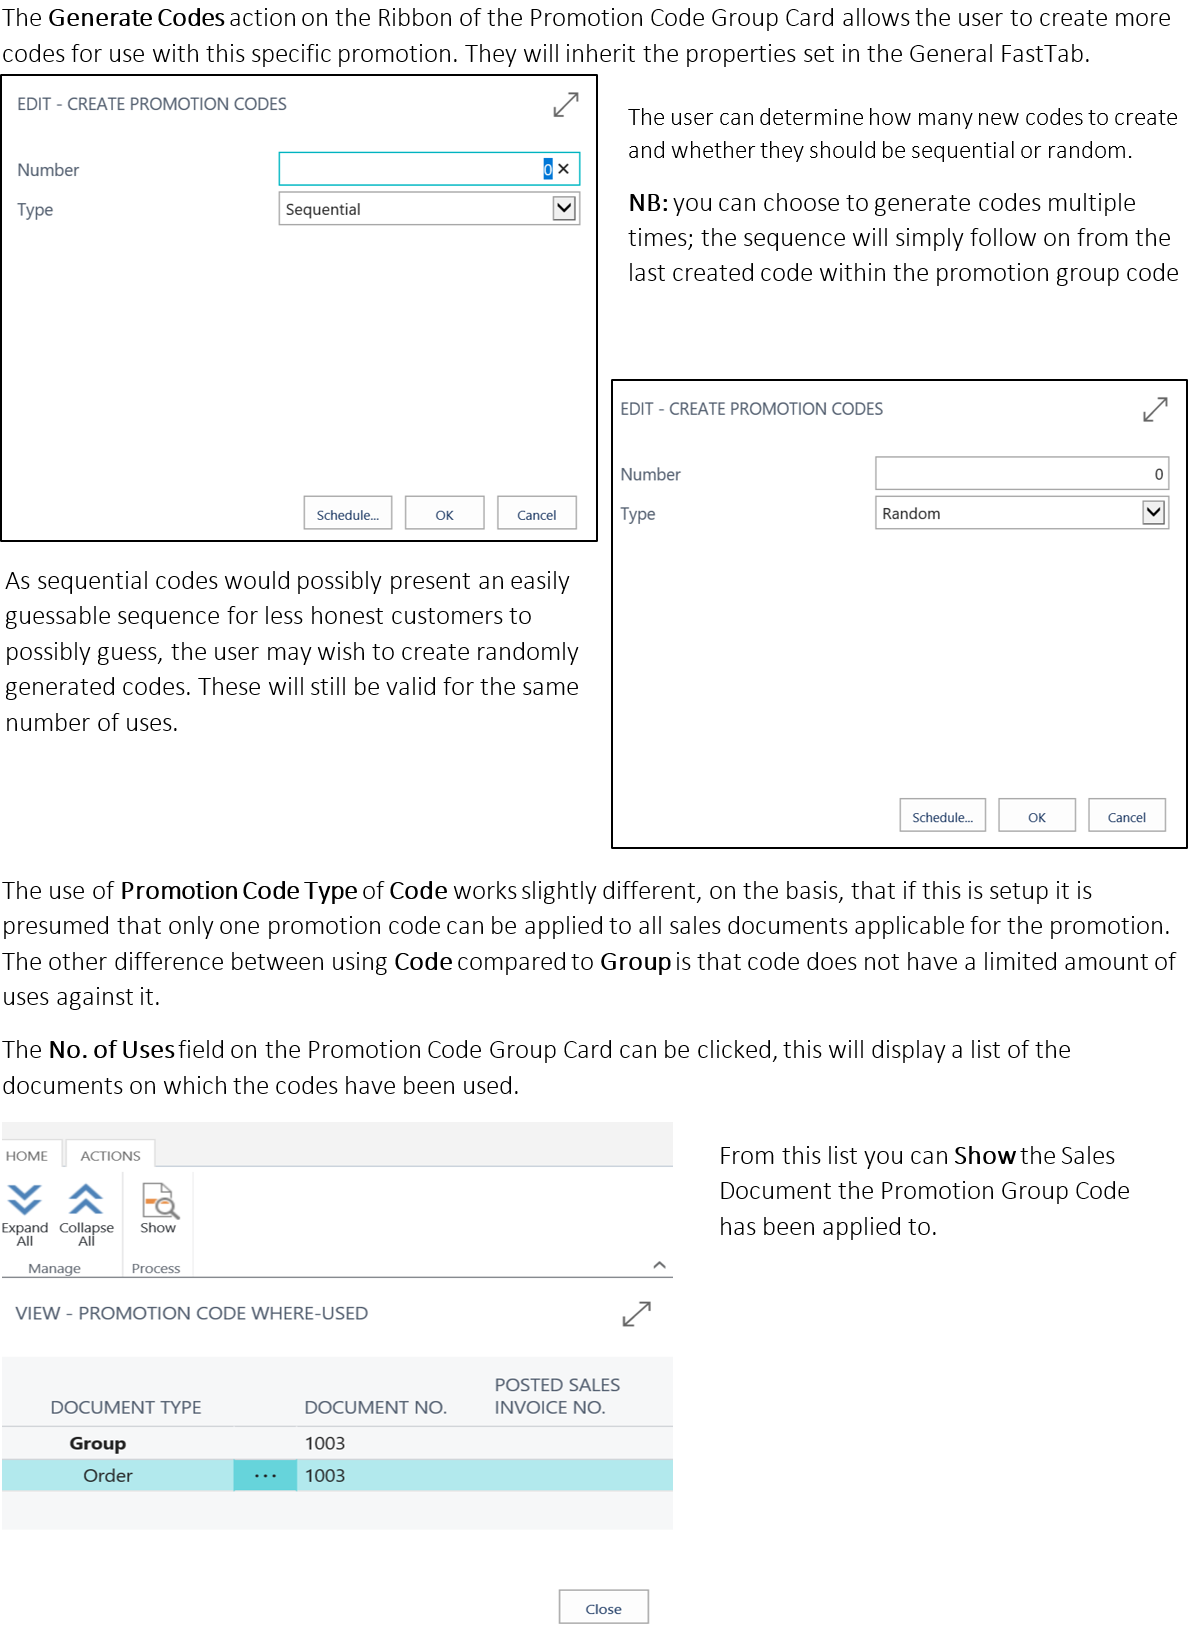 The Generate Codes action on the Ribbon of the Promotion Code Group Card allows the user to create more
codes for use with this specific promotion. They will inherit the properties set in the General FastTab.
EDIT - CREATE PROMOTION CODES
Number 0 ×
Type Sequential
Schedule... OK Cancel
The user can determine how many new codes to create
and whether they should be sequential or random.
NB: you can choose to generate codes multiple
times; the sequence will simply follow on from the
last created code within the promotion group code
EDIT - CREATE PROMOTION CODES
Number 0
Type Random
Schedule... OK Cancel
As sequential codes would possibly present an easily
guessable sequence for less honest customers to
possibly guess, the user may wish to create randomly
generated codes. These will still be valid for the same
number of uses.
The use of Promotion Code Type of Code works slightly different, on the basis, that if this is setup it is
presumed that only one promotion code can be applied to all sales documents applicable for the promotion.
The other difference between using Code compared to Group is that code does not have a limited amount of
uses against it.
The No. of Uses field on the Promotion Code Group Card can be clicked, this will display a list of the
documents on which the codes have been used.
HOME ACTIONS
Expand All Collapse All Show
Manage Process
VIEW - PROMOTION CODE WHERE-USED
DOCUMENT TYPE DOCUMENT NO. POSTED SALES INVOICE NO.
Group 1003
Order ... 1003
Close
From this list you can Show the Sales
Document the Promotion Group Code
has been applied to.